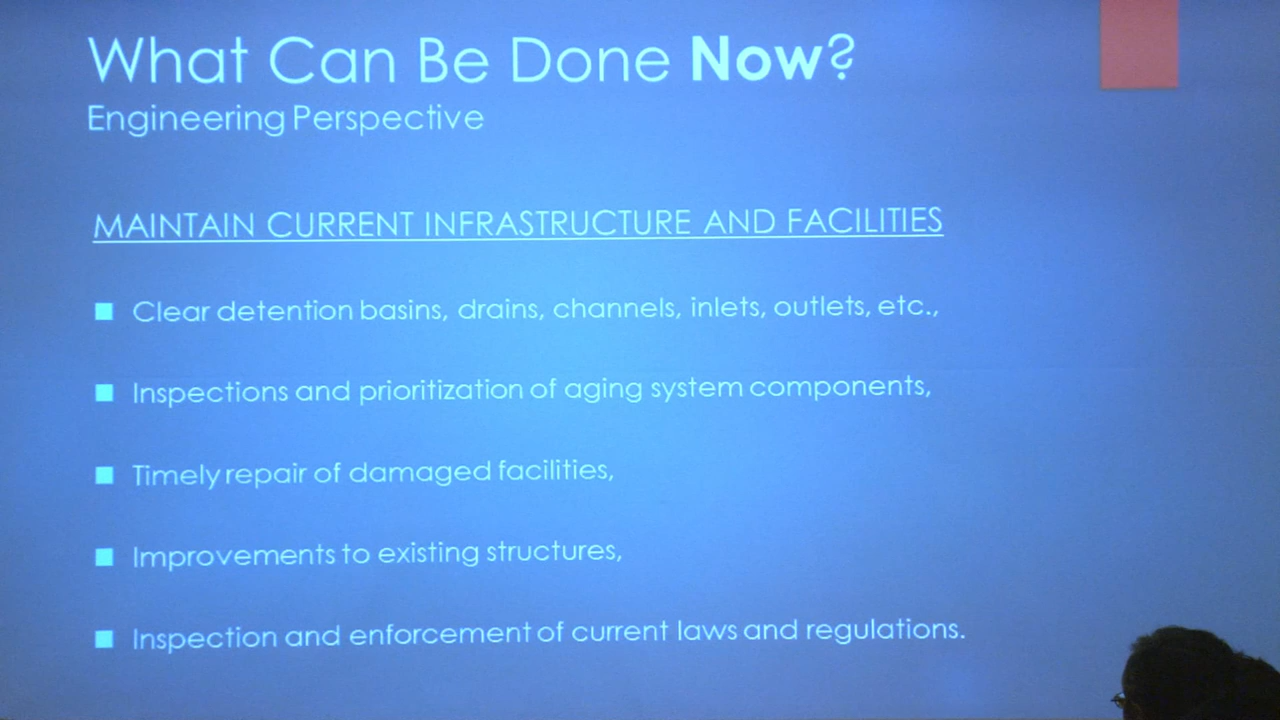 What Can Be Done Now?
Engineering Perspective
MAINTAIN CURRENT INFRASTRUCTURE AND FACILITIES
Clear detention basins, drains, channels, inlets, outlets, etc.,
Inspections and prioritization of aging system components,
Timely repair of damaged facilities,
Improvements to existing structures,
Inspection and enforcement of current laws and regulations.